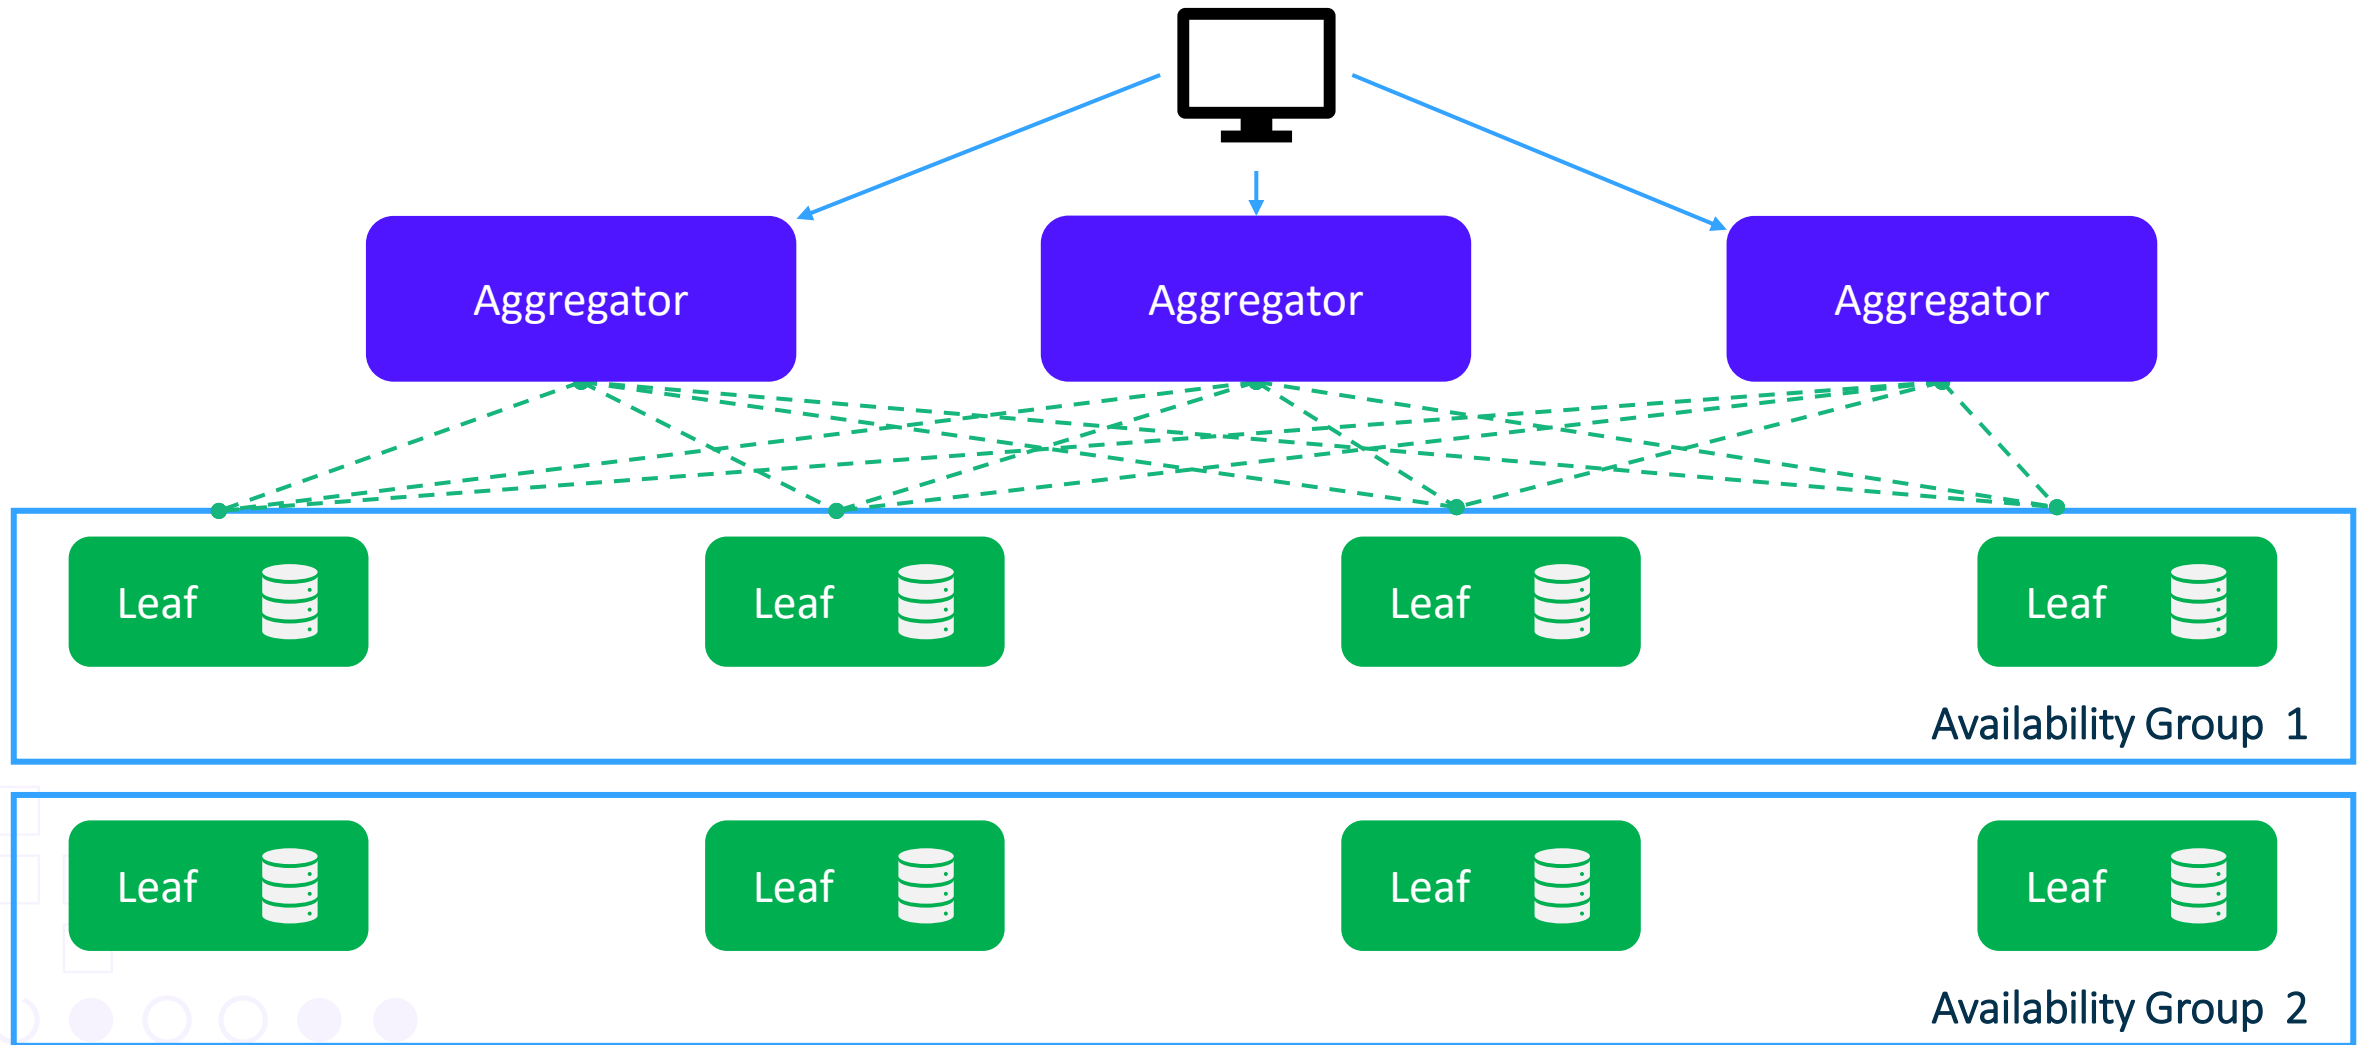 Aggregator
Aggregator
Aggregator
Leaf
Leaf
Leaf
Leaf
Availability Group 1
Leaf
Leaf
Leaf
Leaf
Availability Group 2